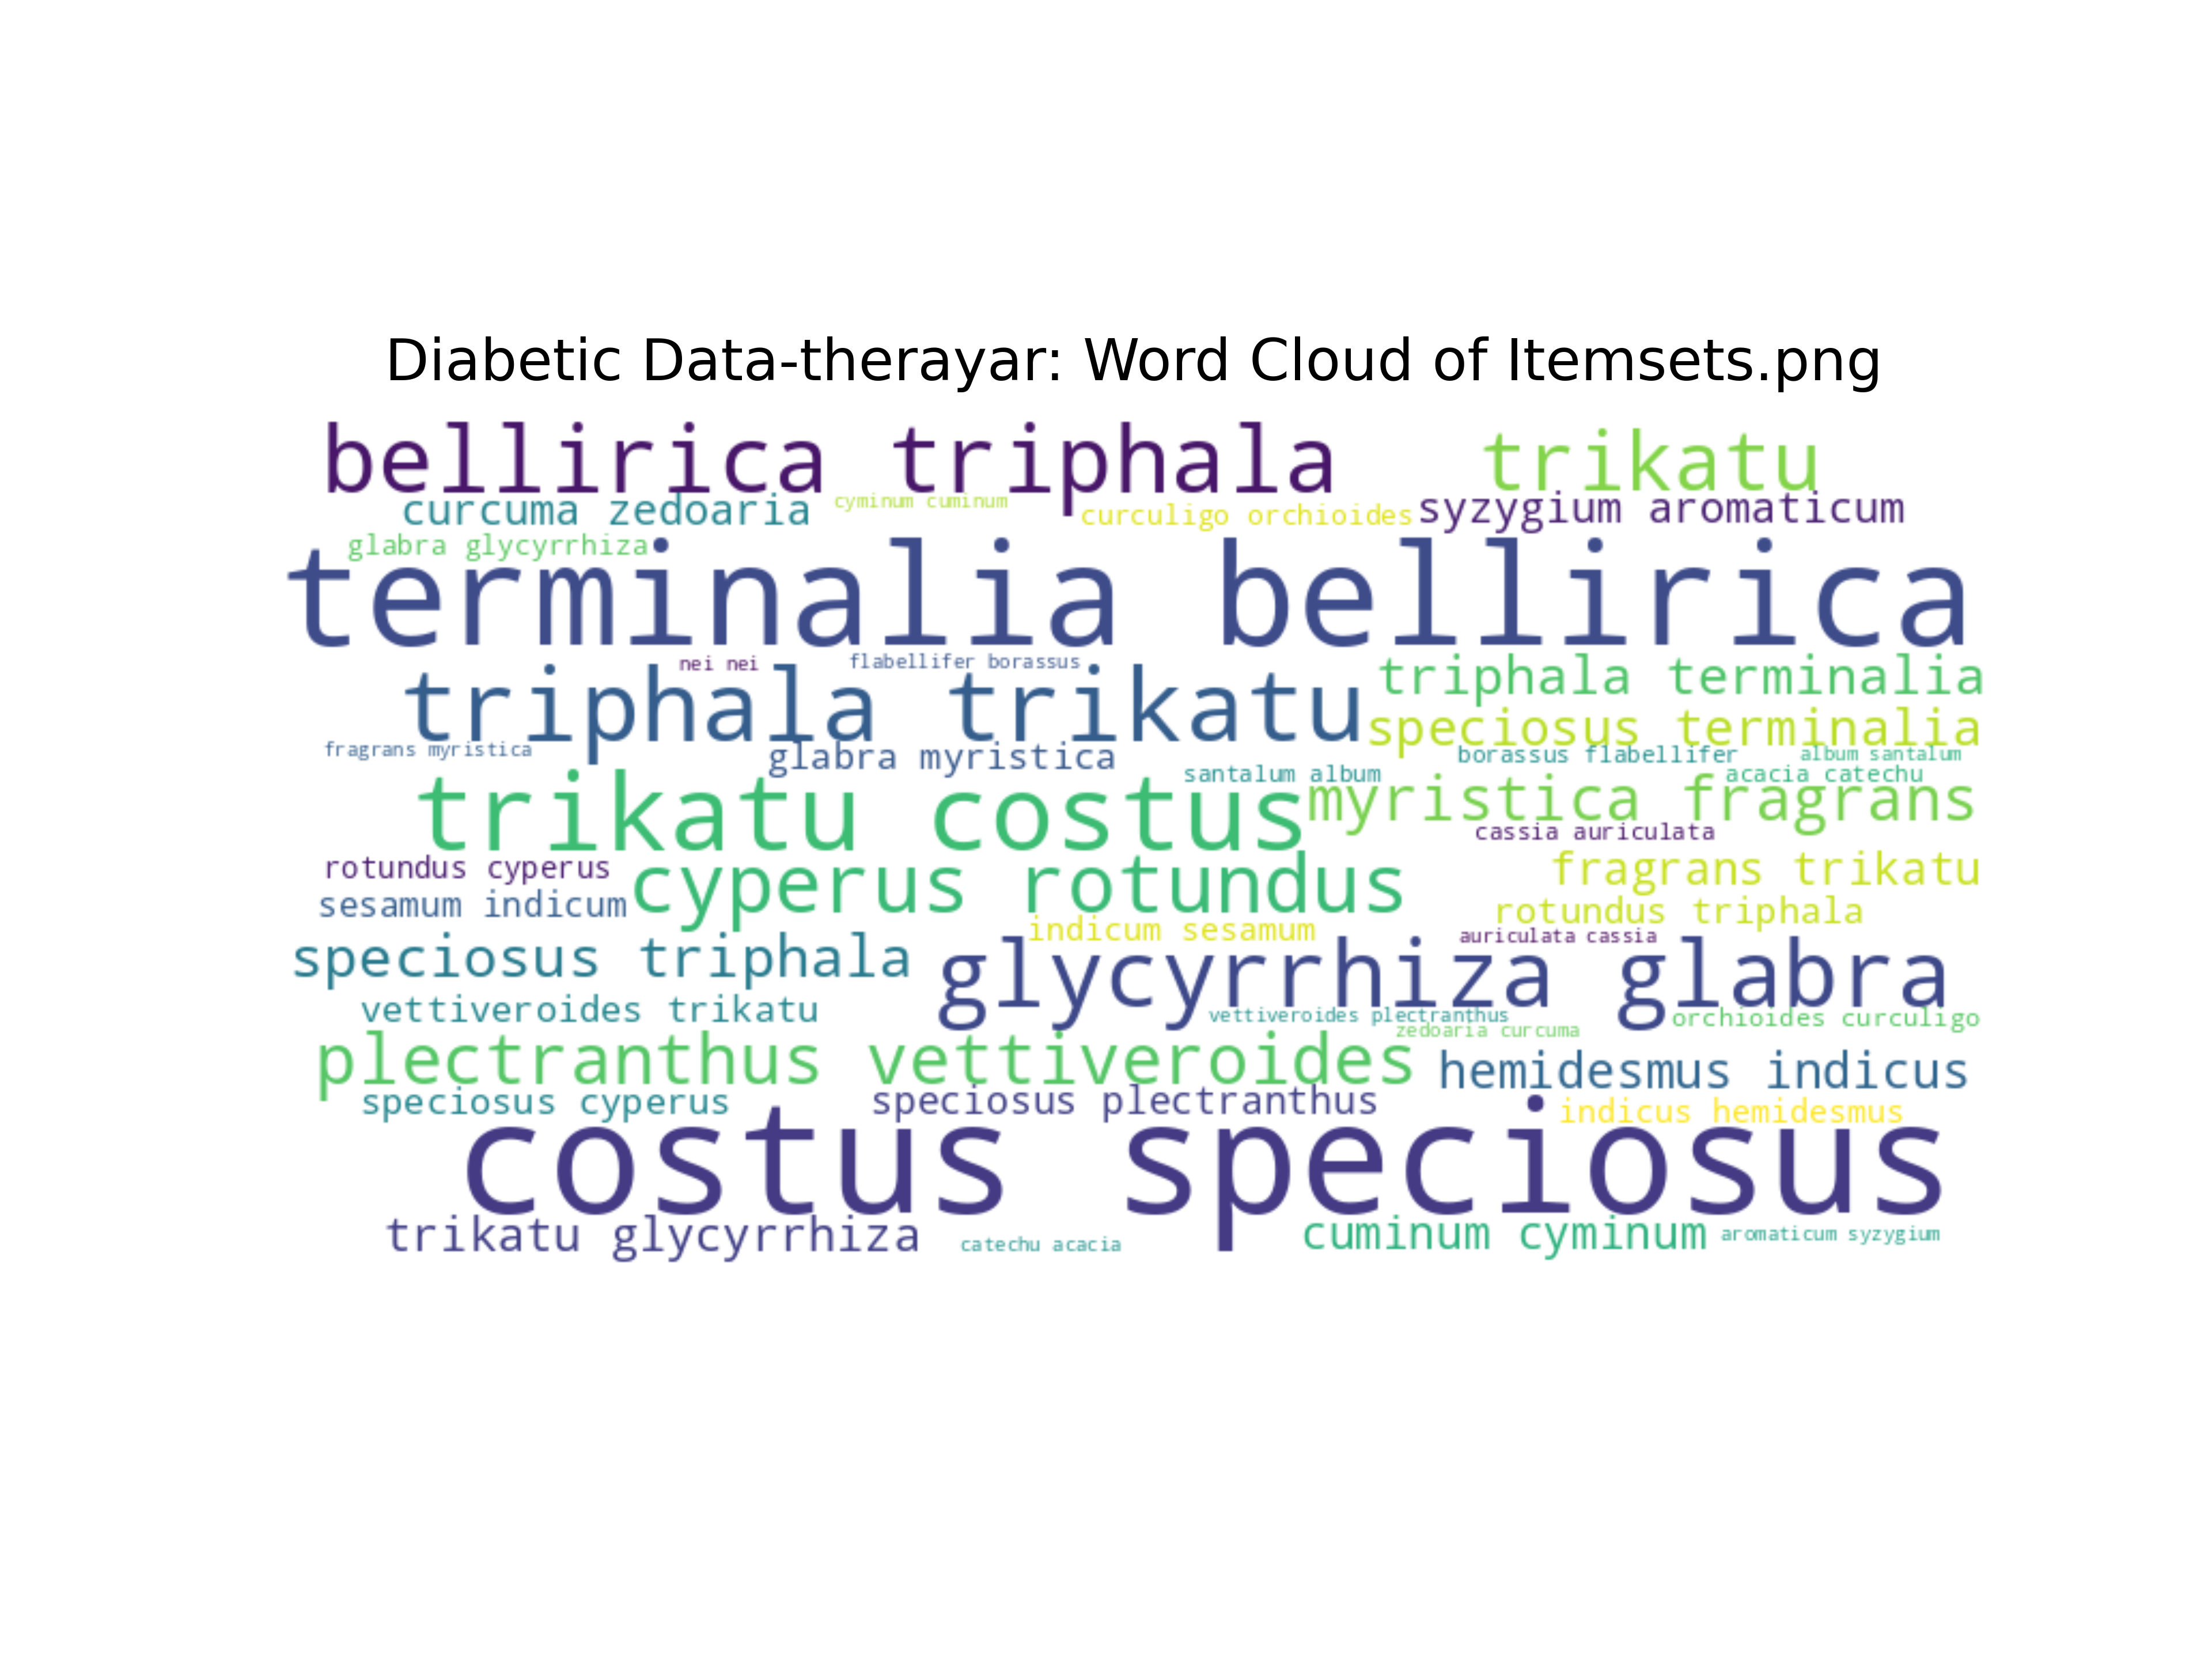 Diabetic Data-therayar: Word Cloud of Itemsets.png
bellirica triphala
trikatu
curcuma zedoaria
cyminum cuminum
curculigo orchioides
syzygium aromaticum
glabra glycyrrhiza
terminalia bellirica
nei nei
flabellifer borassus
triphala trikatu
triphala terminalia
speciosus terminalia
fragrans myristica
glabra myristica
borassus flabellifer
album santalum
santalum album
acacia catechu
trikatu costus
myristica fragrans
cassia auriculata
rotundus cyperus
cyperus rotundus
fragrans trikatu
sesamum indicum
rotundus triphala
indicum sesamum
auriculata cassia
speciosus triphala
glycyrrhiza glabra
vettiveroides trikatu
vettiveroides plectranthus
orchioides curculigo
zedoaria curcuma
plectranthus vettiveroides
hemidesmus indicus
speciosus cyperus
speciosus plectranthus
indicus hemidesmus
costus speciosus
trikatu glycyrrhiza
catechu acacia
cuminum cyminum
aromaticum syzygium